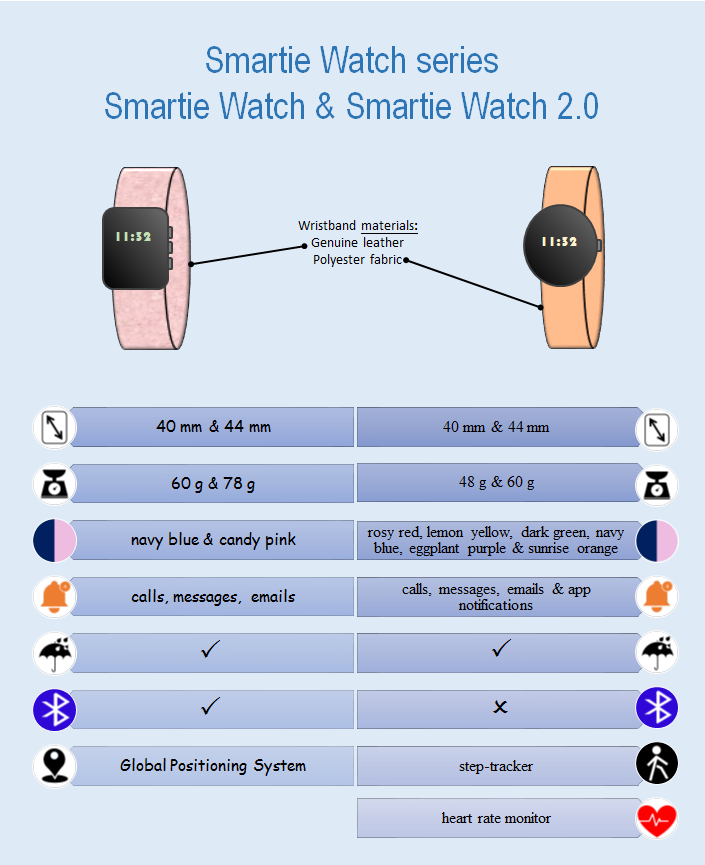 Smartie Watch series
Smartie Watch & Smartie Watch 2.0
Wristband materials:
Genuine leather
Polyester fabric
11:32
11:32
40 mm & 44 mm
40 mm & 44 mm
60 g & 78 g
48 g & 60 g
navy blue & candy pink
rosy red, lemon yellow, dark green, navy
blue, eggplant purple & sunrise orange
calls, messages, emails
calls, messages, emails & app
notifications
Global Positioning System
step-tracker
heart rate monitor